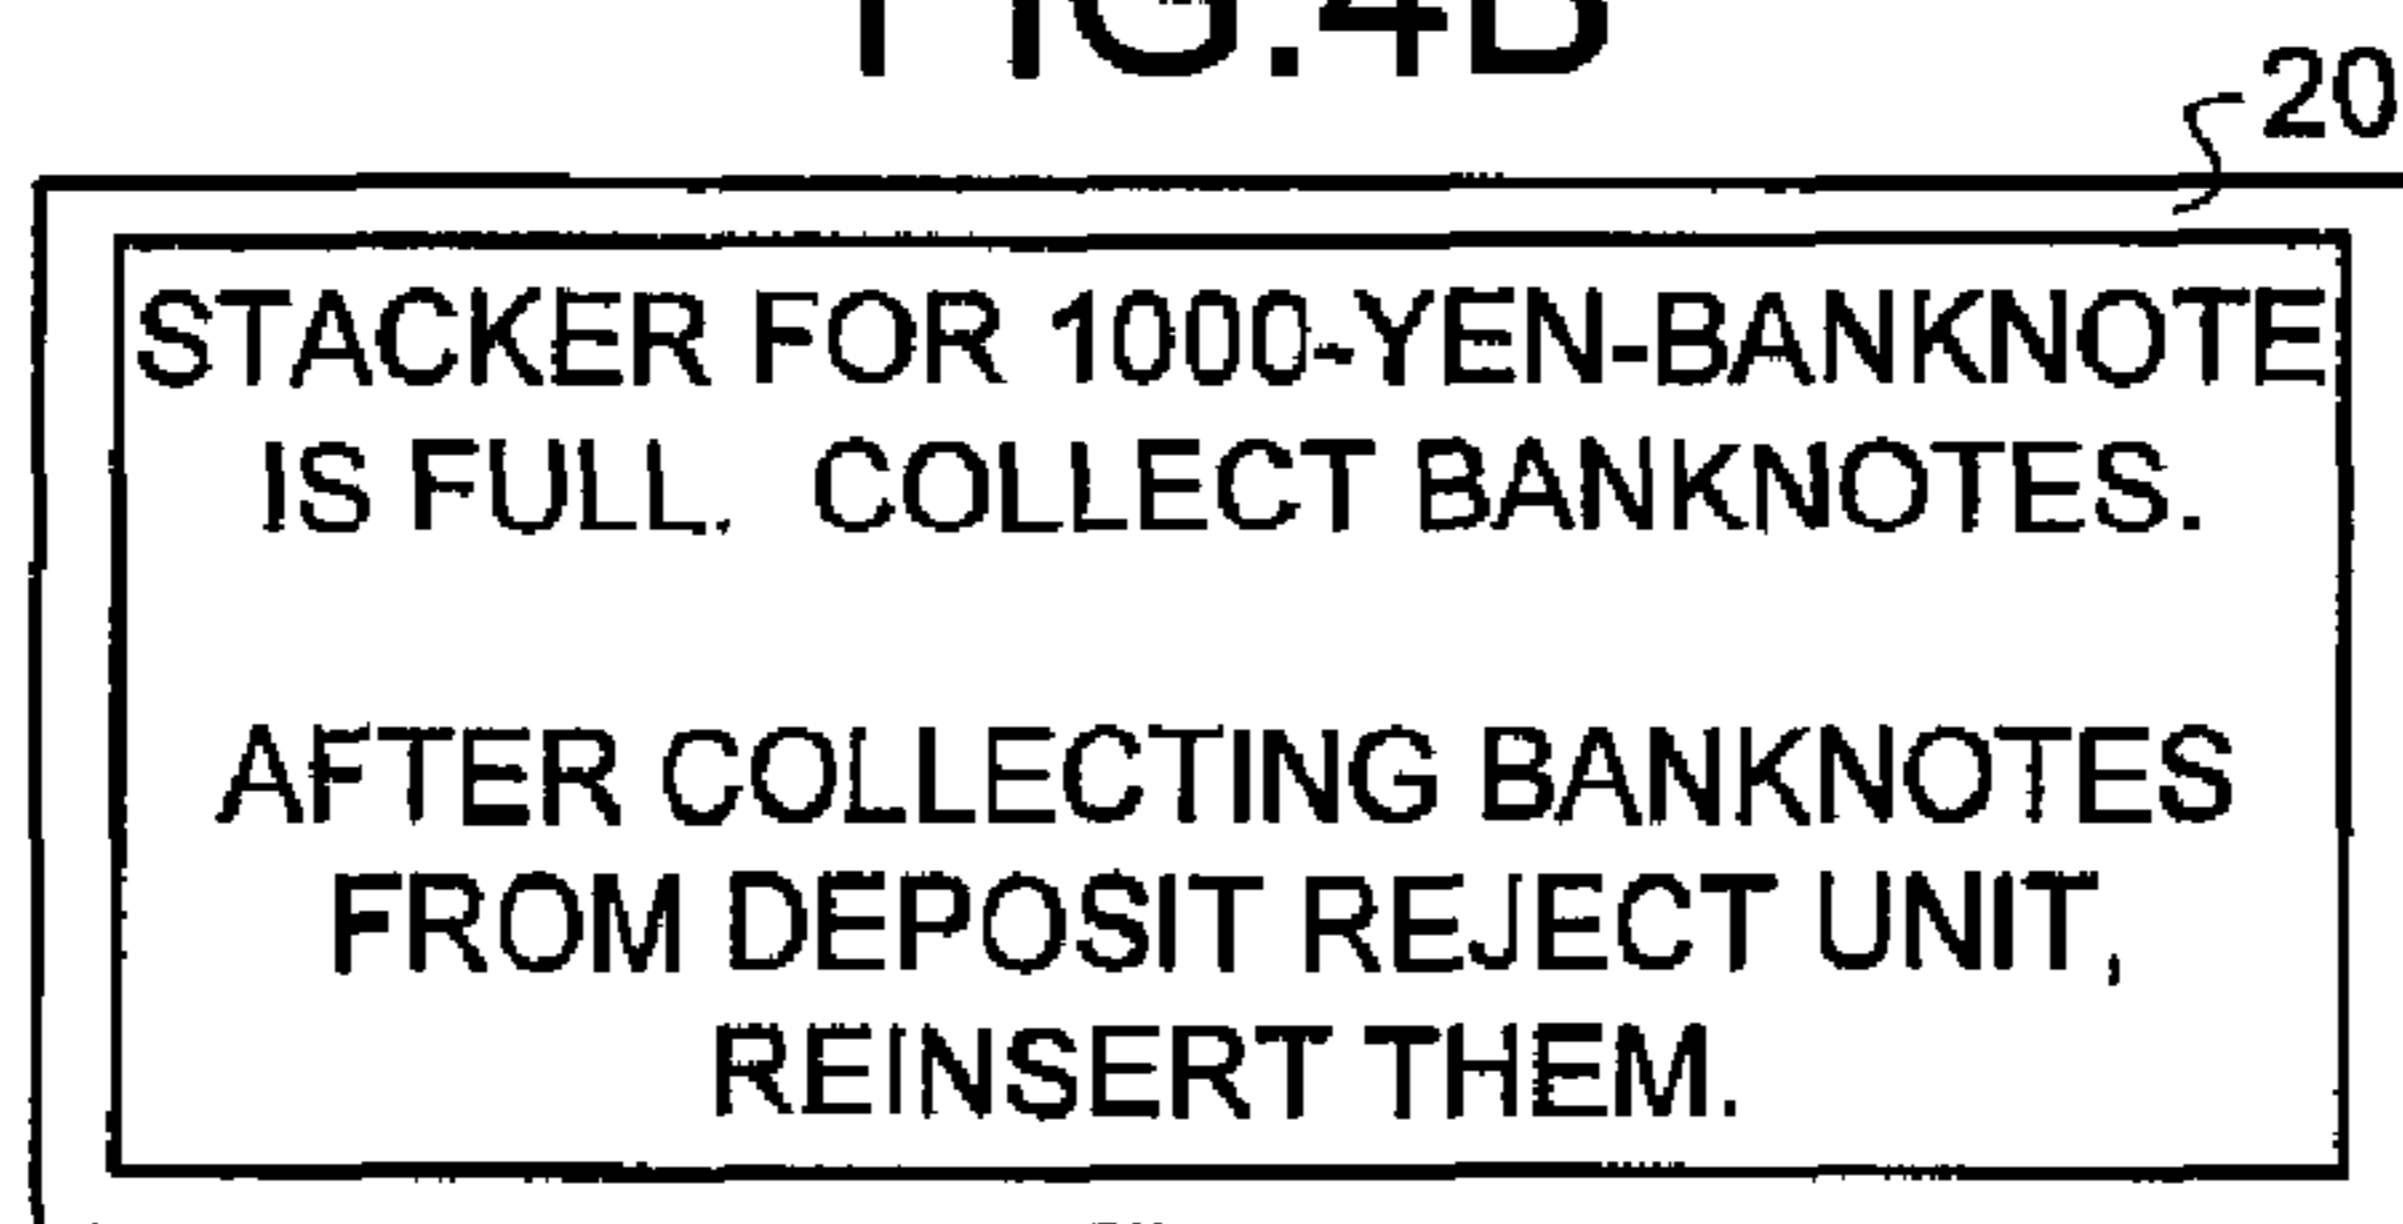 FIG.4B
20
STACKER FOR 1000-YEN-BANKNOTE
IS FULL. COLLECT BANKNOTES.
AFTER COLLECTING BANKNOTES
FROM DEPOSIT REJECT UNIT,
REINSERT THEM.